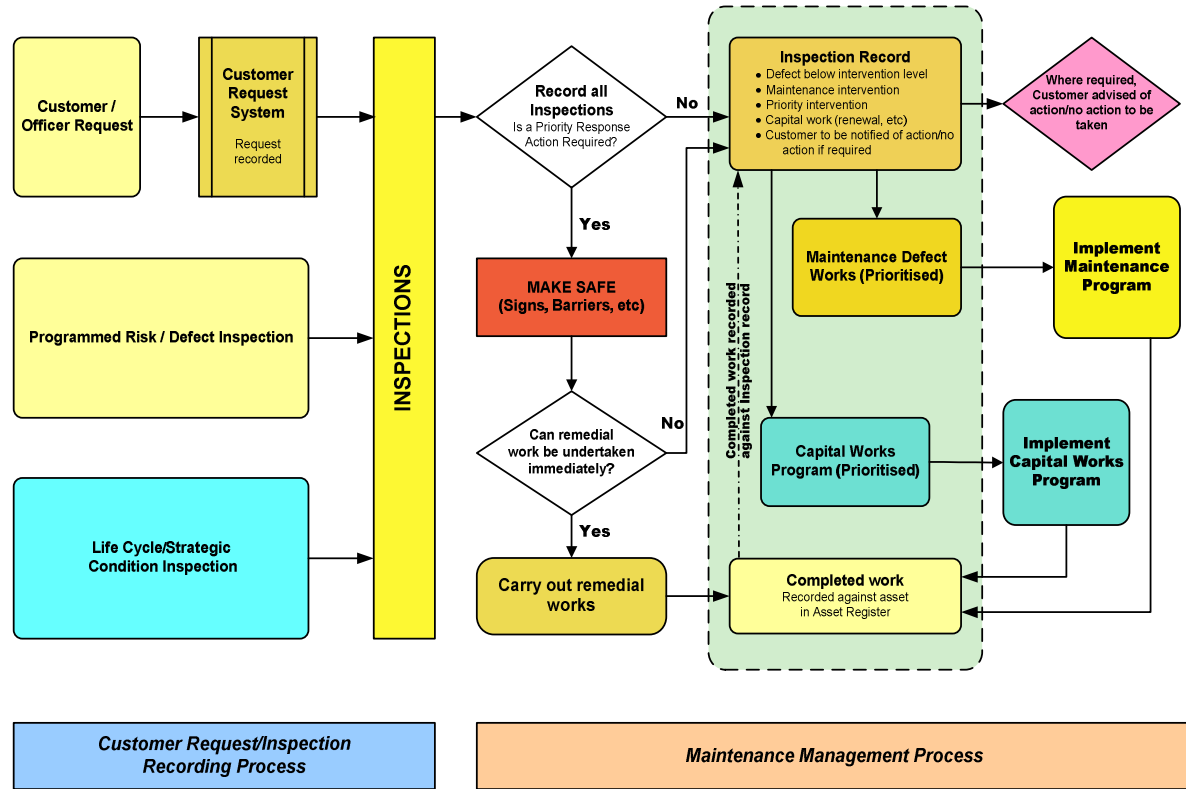 Customer /
Officer Request
Customer
Request
System
Request
recorded
Programmed Risk / Defect Inspection
Life Cycle/Strategic
Condition Inspection
INSPECTIONS
Record all
Inspections
Is a Priority Response
Action Required?
No
Yes
MAKE SAFE
(Signs, Barriers, etc)
Can remedial
work be undertaken
immediately?
No
Yes
Carry out remedial
works
Inspection Record
● Defect below intervention level
● Maintenance intervention
● Priority intervention
● Capital work (renewal, etc)
● Customer to be notified of action/no
action if required
Where required,
Customer advised of
action/no action to be
taken
Maintenance Defect
Works (Prioritised)
Implement
Maintenance
Program
Completed work recorded
against Inspection record
Capital Works
Program (Prioritised)
Implement
Capital Works
Program
Completed work
Recorded against asset
in Asset Register
Customer Request/Inspection
Recording Process
Maintenance Management Process